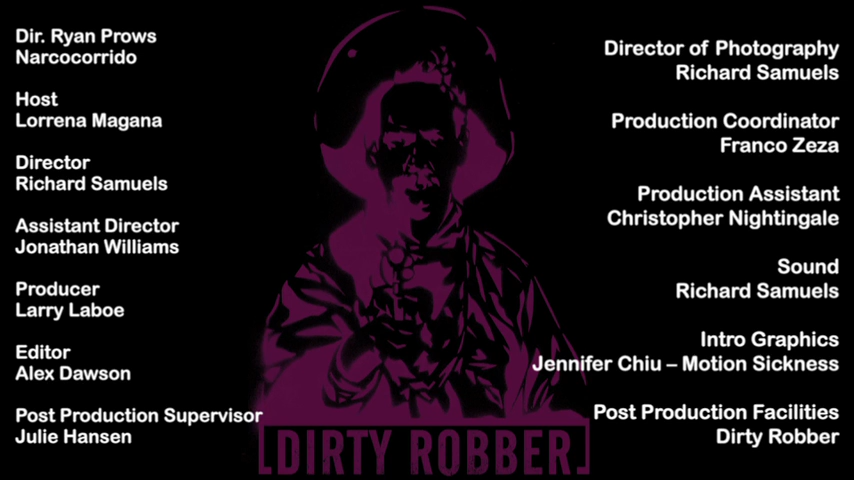 Dir. Ryan Prows
Narcocorrido
Host
Lorrena Magana
Director
Richard Samuels
Assistant Director
Jonathan Williams
Producer
Larry Laboe
Editor
Alex Dawson
Post Production Supervisor
Julie Hansen
Director of Photography
Richard Samuels
Production Coordinator
Franco Zeza
Production Assistant
Christopher Nightingale
Sound
Richard Samuels
Intro Graphics
Jennifer Chiu – Motion Sickness
Post Production Facilities
Dirty Robber
[DIRTY ROBBER]